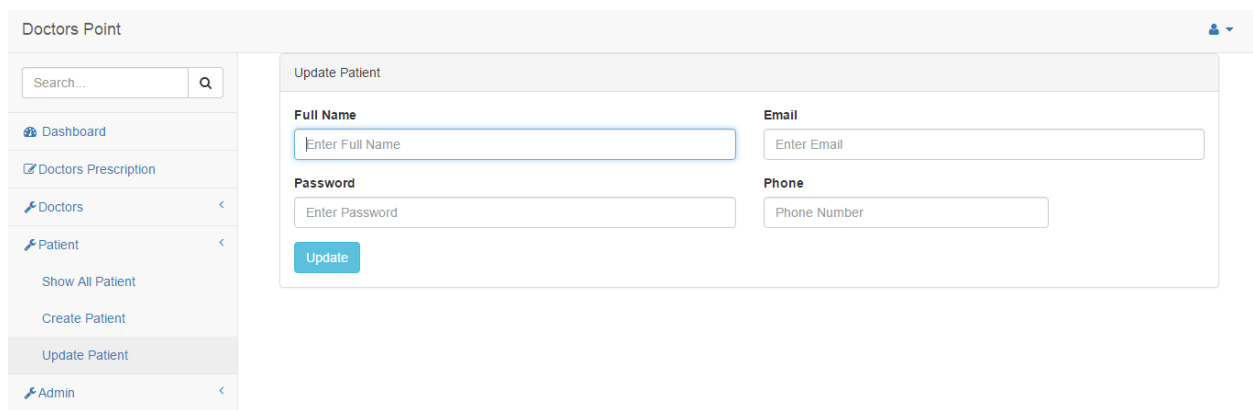 Doctors Point
Search...
Dashboard
Doctors Prescription
Doctors
Patient
Show All Patient
Create Patient
Update Patient
Admin
Update Patient
Full Name
Enter Full Name
Email
Enter Email
Password
Enter Password
Phone
Phone Number
Update